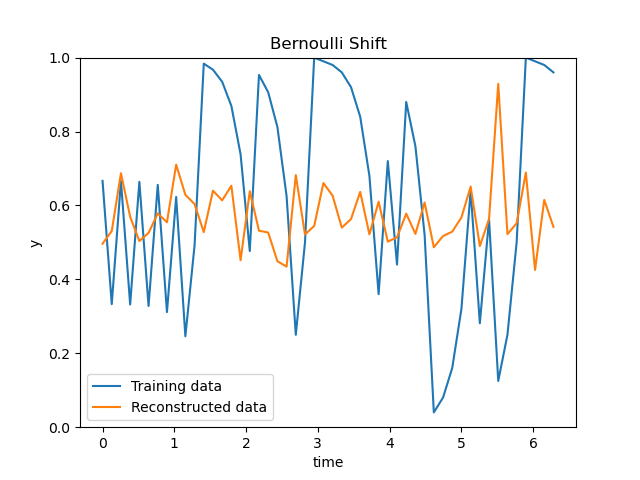 Bernoulli Shift
y
1.0
0.8
0.6
0.4
0.2
0.0
Training data
Reconstructed data
0 1 2 3 4 5 6
time